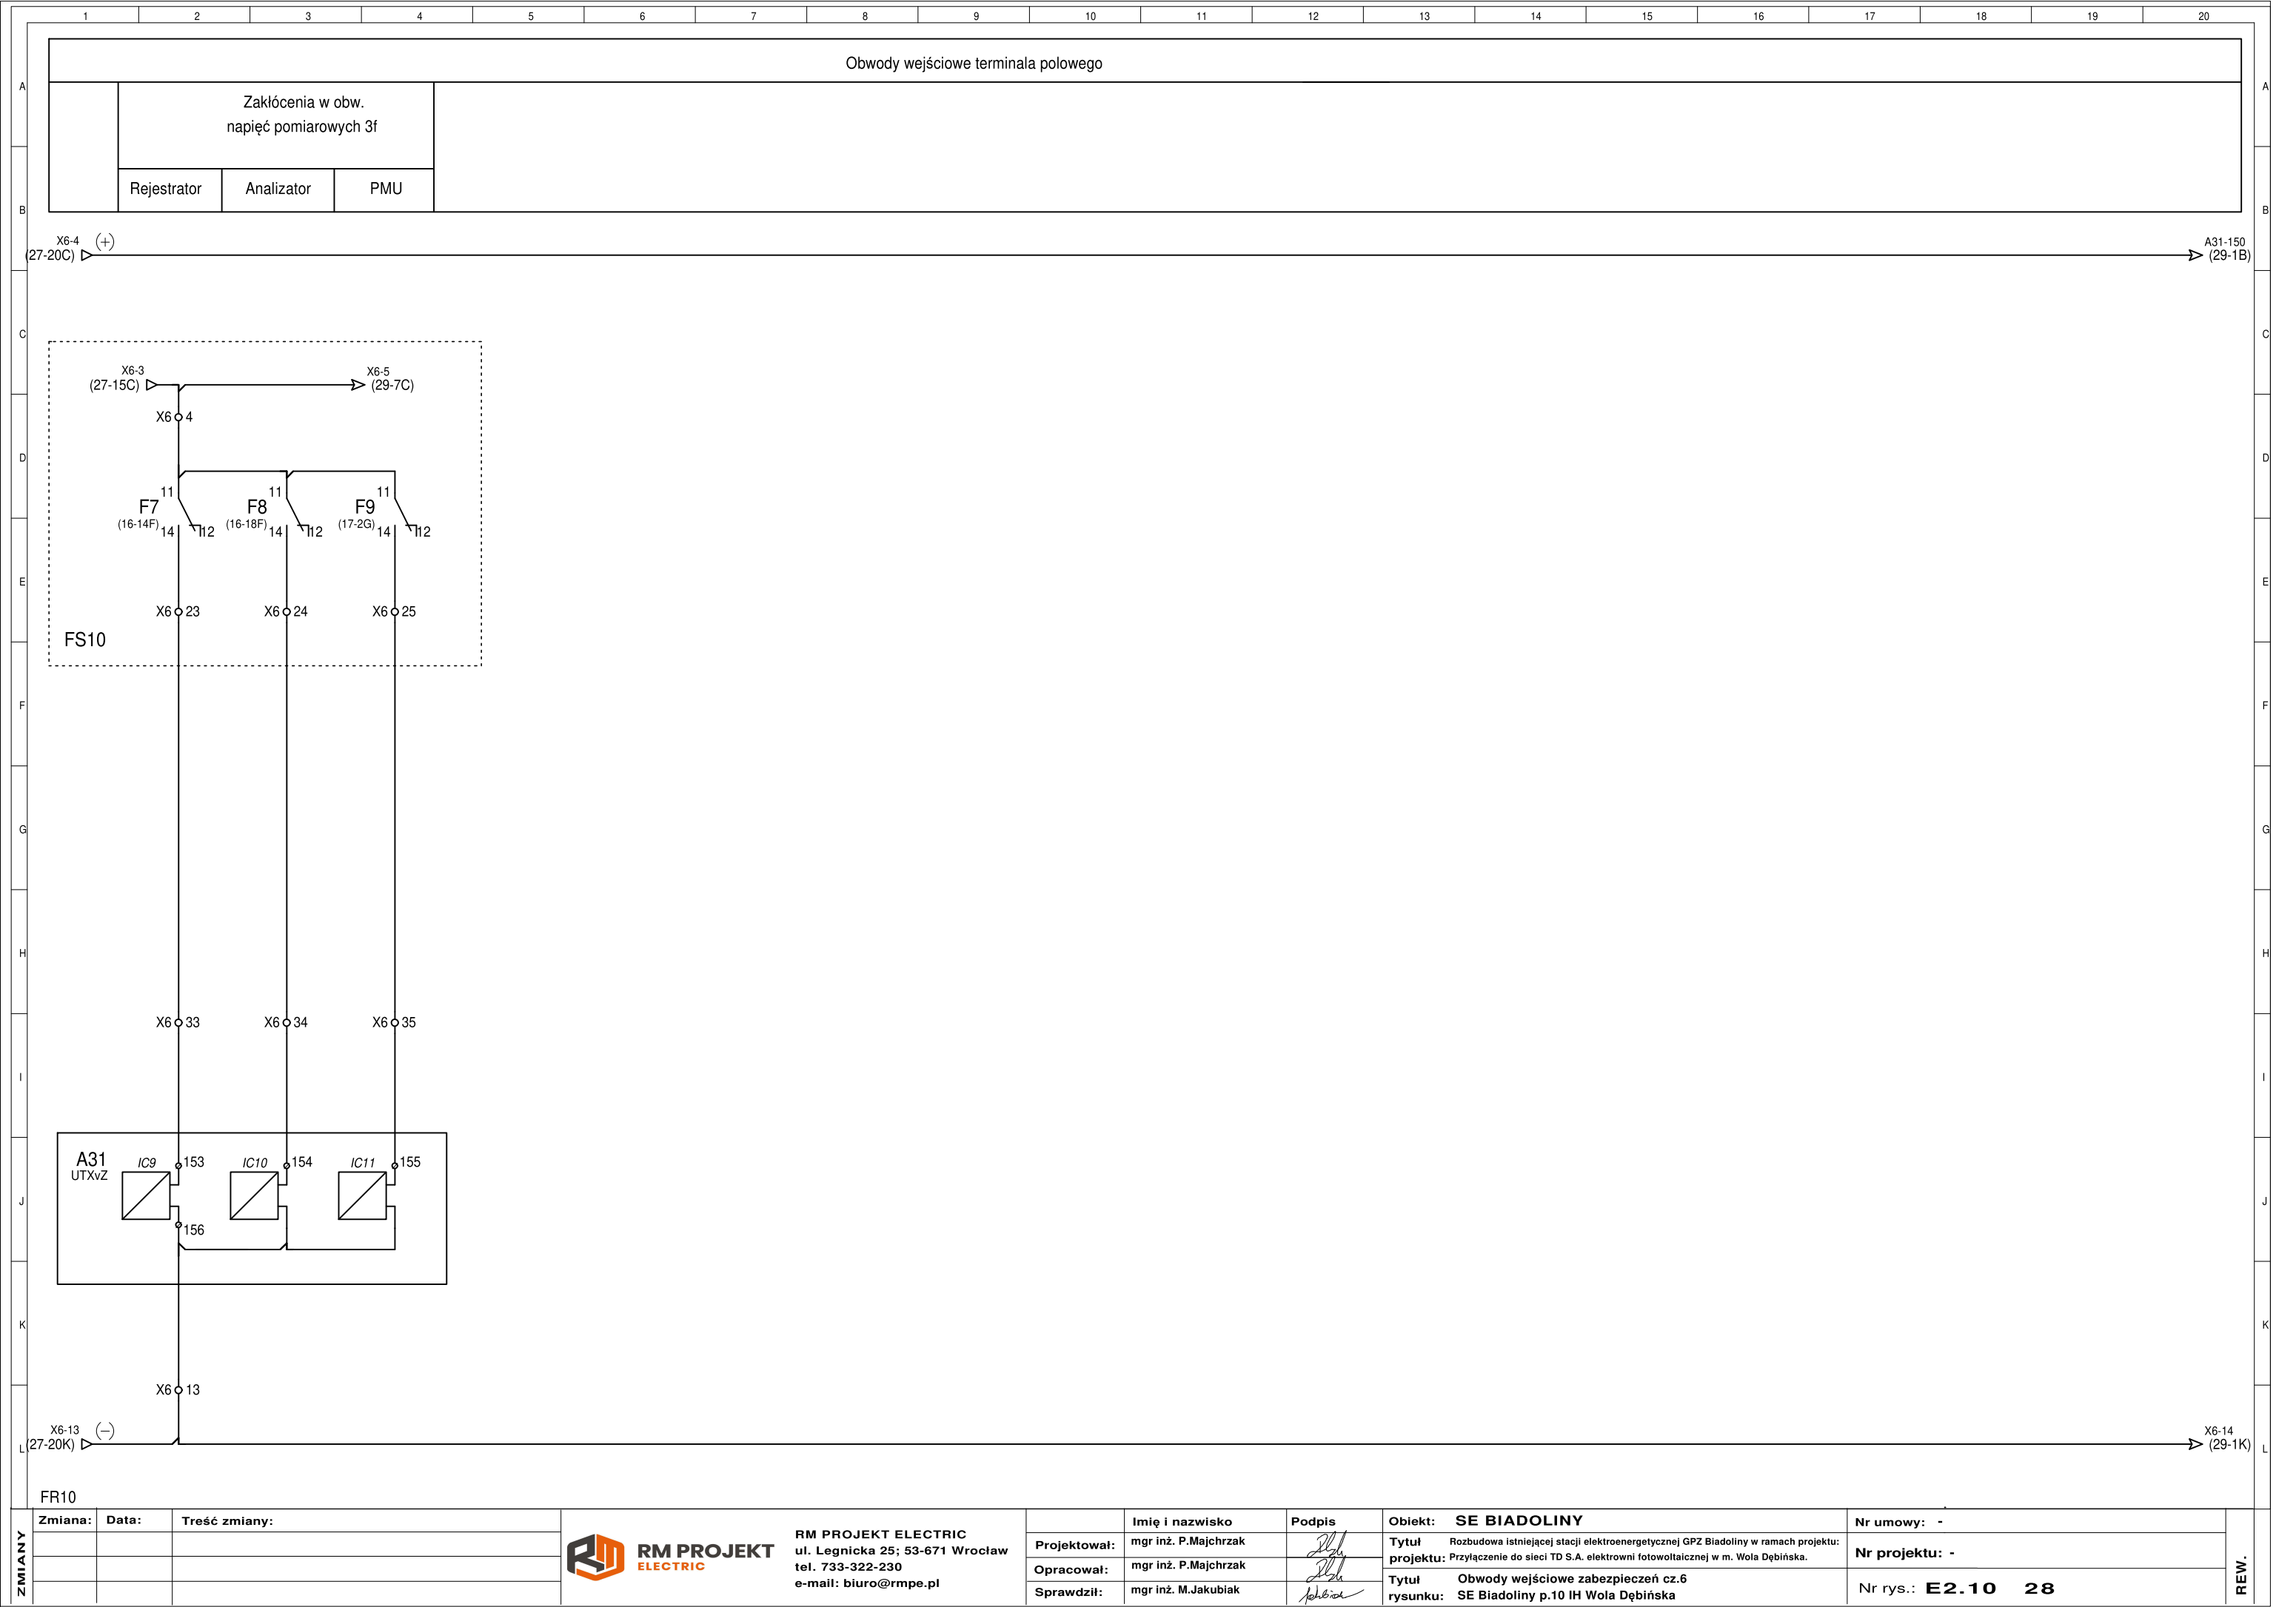 1 2 3 4 5 6 7 8 9 10 11 12 13 14 15 16 17 18 19 20
Obwody wejściowe terminala polowego
A A
Zakłócenia w obw.
napięć pomiarowych 3f
Rejestrator Analizator PMU
B B
X6-4 (+)
(27-20C)
A31-150
(29-1B)
C C
X6-3
(27-15C)
X6-5
(29-7C)
X6 4
D D
11 11 11
F7 F8 F9
(16-14F) (16-18F) (17-2G)
14 12 14 12 14 12
E E
X6 23 X6 24 X6 25
FS10
F F
G G
H H
X6 33 X6 34 X6 35
I I
A31 IC9 153 IC10 154 IC11 155
UTXvZ
J J
156
K K
X6 13
X6-13 (−)
(27-20K)
X6-14
(29-1K)
L L
FR10
ZMIANY
Zmiana: Data: Treść zmiany:
RM PROJEKT
ELECTRIC
RM PROJEKT ELECTRIC
ul. Legnicka 25; 53-671 Wrocław
tel. 733-322-230
e-mail: biuro@rmpe.pl
Imię i nazwisko Podpis
Projektował: mgr inż. P.Majchrzak
Opracował: mgr inż. P.Majchrzak
Sprawdził: mgr inż. M.Jakubiak
Obiekt: SE BIADOLINY
Tytuł projektu: Rozbudowa istniejącej stacji elektroenergetycznej GPZ Biadoliny w ramach projektu:
Przyłączenie do sieci TD S.A. elektrowni fotowoltaicznej w m. Wola Dębińska.
Tytuł rysunku: Obwody wejściowe zabezpieczeń cz.6
SE Biadoliny p.10 IH Wola Dębińska
Nr umowy: -
Nr projektu: -
Nr rys.: E2.10 28
REW.